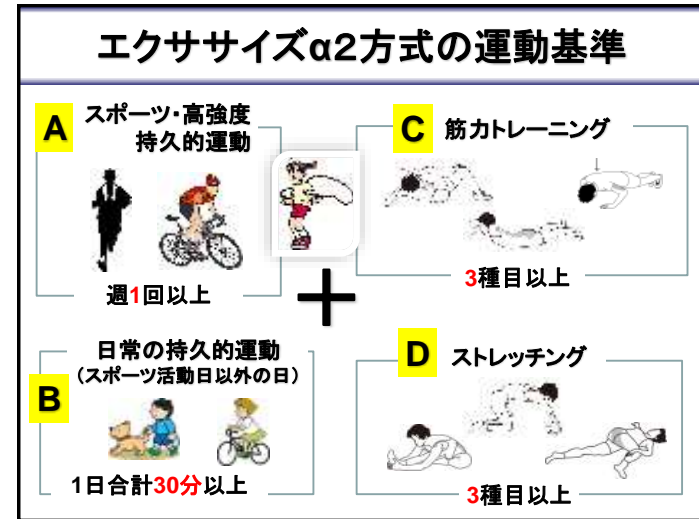 エクササイズα2方式の運動基準
A
スポーツ・高強度
持久的運動
週1回以上
B
日常の持久的運動
(スポーツ活動日以外の日)
1日合計30分以上
+
C
筋力トレーニング
3種目以上
D
ストレッチング
3種目以上